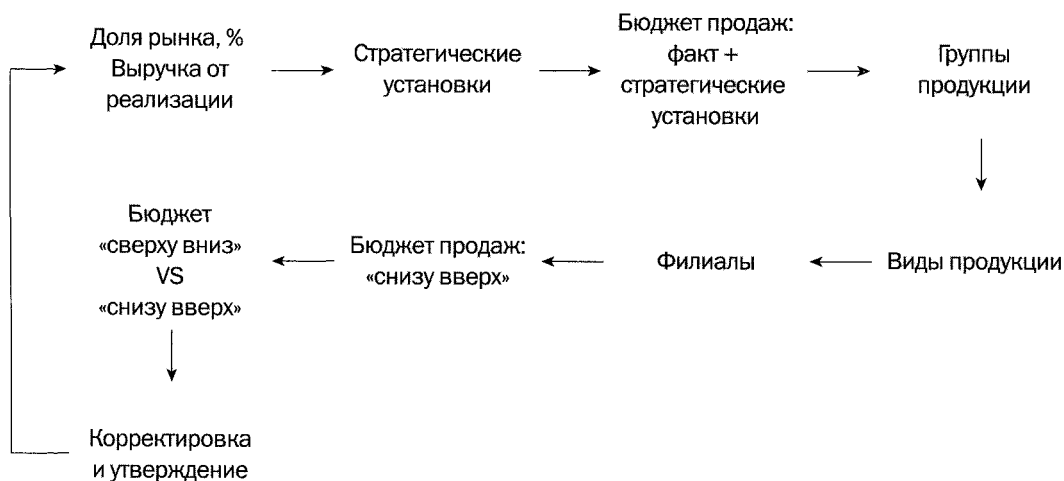 Доля рынка, %
Выручка от
реализации
Стратегические
установки
Бюджет продаж:
факт +
стратегические
установки
Группы
продукции
Виды продукции
Филиалы
Бюджет продаж:
«снизу вверх»
Бюджет
«сверху вниз»
VS
«снизу вверх»
Корректировка
и утверждение